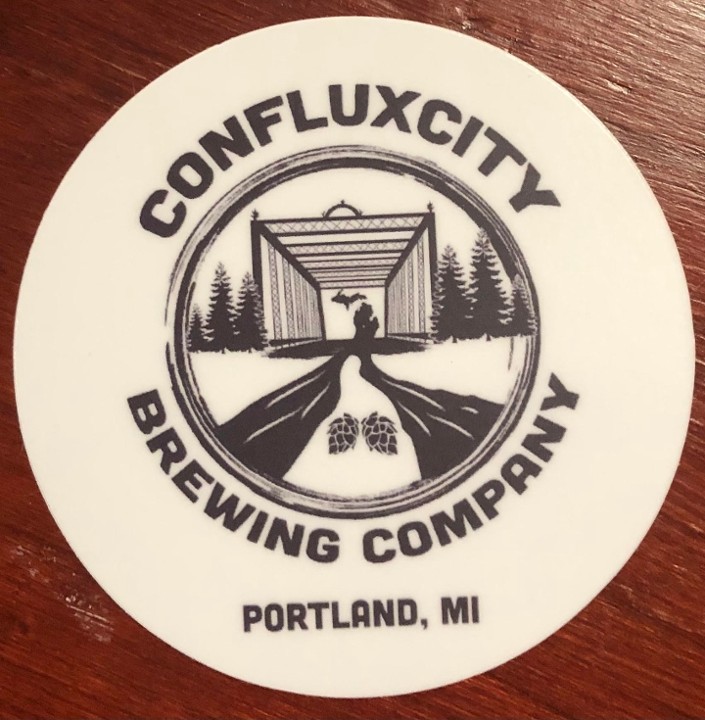 CONFLUXCITY
BREWING COMPANY
PORTLAND, MI